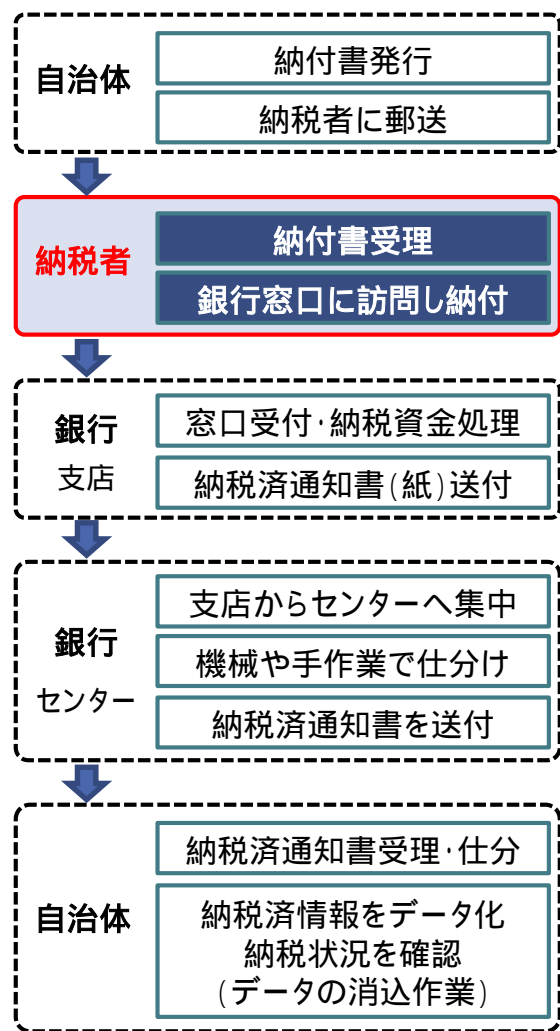 自治体
納付書発行
納税者に郵送
納税者
納付書受理
銀行窓口に訪問し納付
銀行
支店
窓口受付･納税資金処理
納税済通知書(紙)送付
銀行
センター
支店からセンターへ集中
機械や手作業で仕分け
納税済通知書を送付
自治体
納税済通知書受理･仕分
納税済情報をデータ化
納税状況を確認
(データの消込作業)